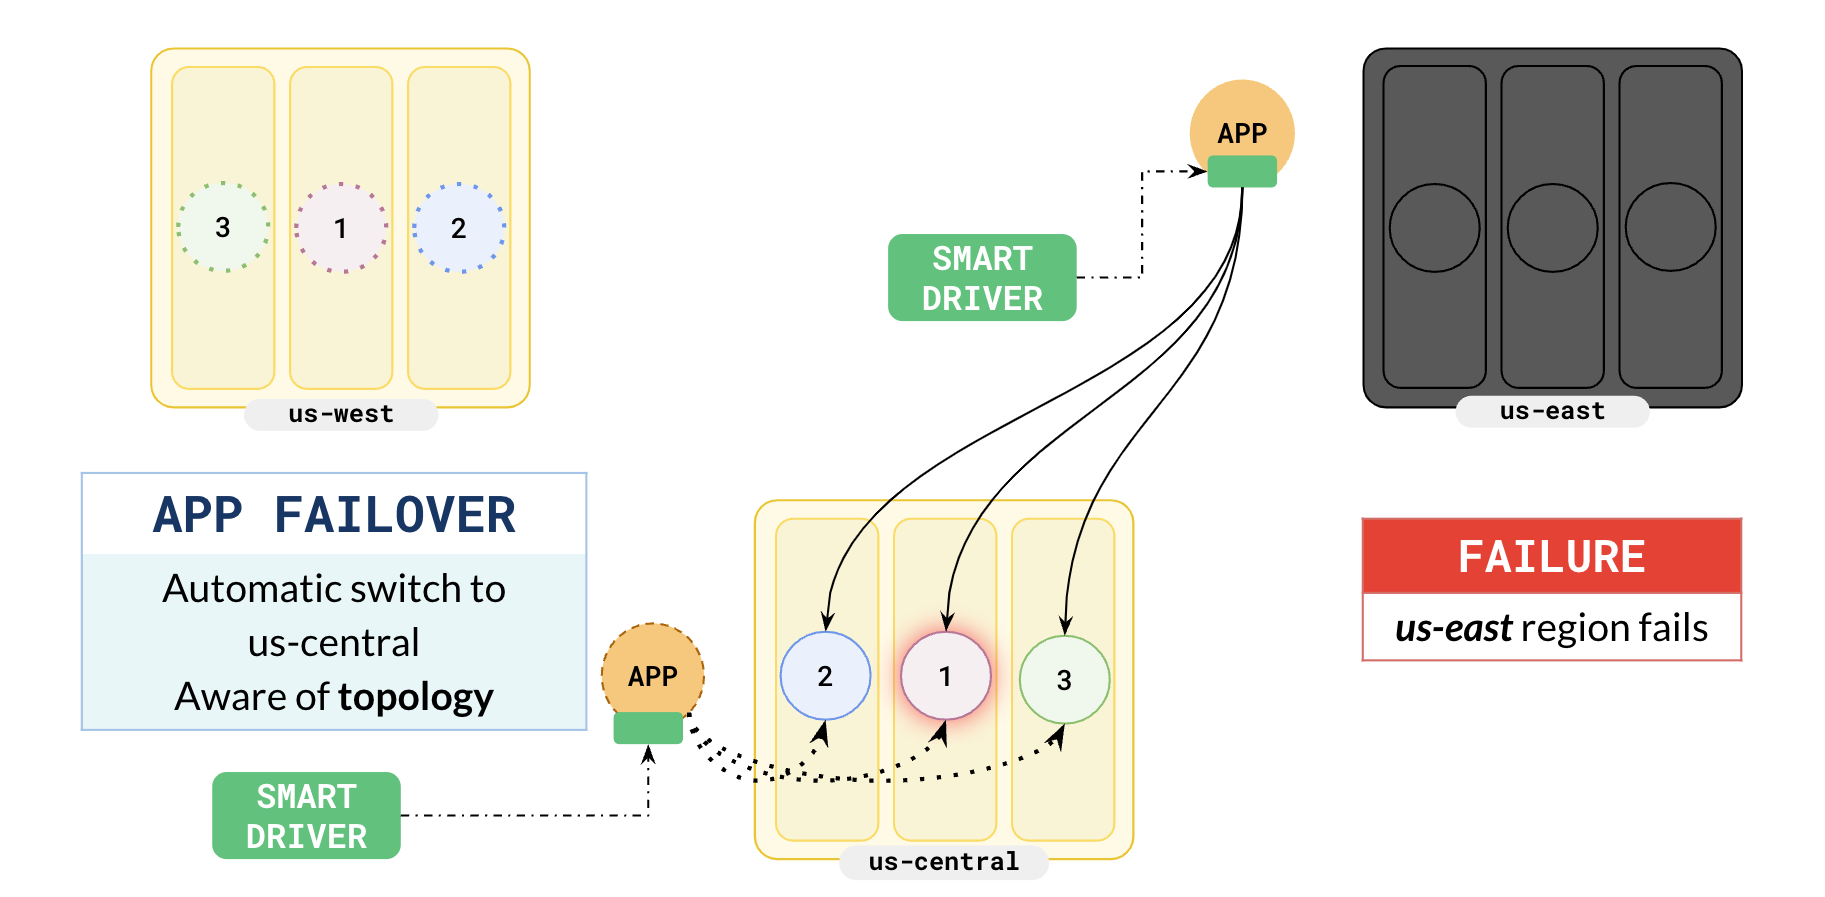 APP
SMART
DRIVER
3
1
2
us-west
us-east
APP FAILOVER
Automatic switch to
us-central
Aware of topology
FAILURE
us-east region fails
APP
2
1
3
SMART
DRIVER
us-central